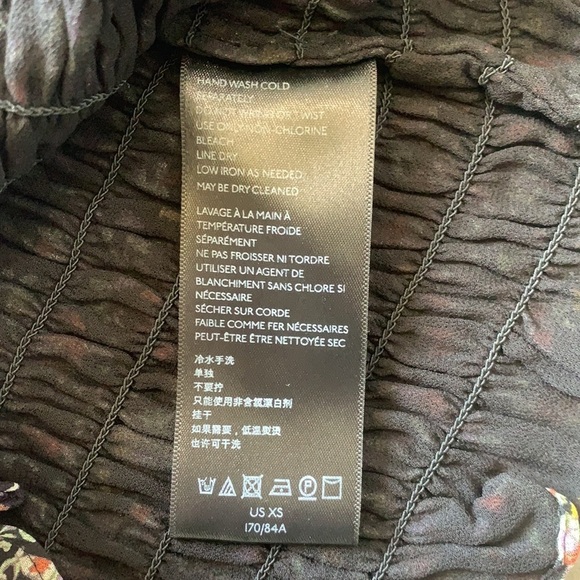 HAND WASH COLD
SEPARATELY
DO NOT WRING OR TWIST
USE ONLY NON-CHLORINE
BLEACH
LINE DRY
LOW IRON AS NEEDED
MAY BE DRY CLEANED
LAVAGE À LA MAIN À
TEMPÉRATURE FROIDE
SÉPARÉMENT
NE PAS FROISSER NI TORDRE
UTILISER UN AGENT DE
BLANCHIMENT SANS CHLORE SI
NÉCESSAIRE
SÉCHER SUR CORDE
FAIBLE COMME FER NÉCESSAIRES
PEUT-ÊTRE ÊTRE NETTOYÉE SEC
冷水手洗
单独
不要拧
只能使用非含氯漂白剂
挂干
如果需要，低温熨烫
也许可干洗
US XS
170/84A